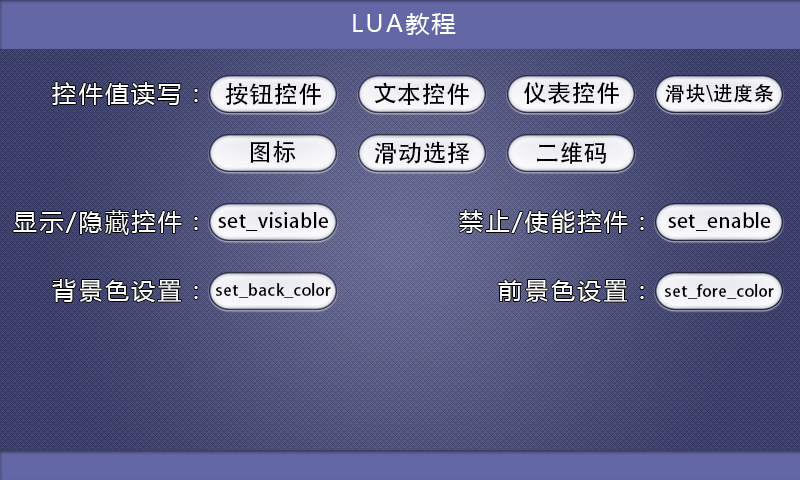 LUA教程
控件值读写： 按钮控件 文本控件 仪表控件 滑块\进度条
图标 滑动选择 二维码
显示/隐藏控件： set_visiable 禁止/使能控件： set_enable
背景色设置： set_back_color 前景色设置： set_fore_color